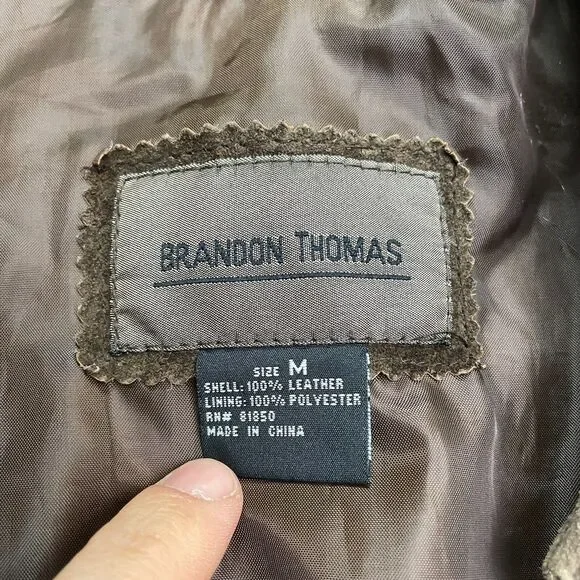 BRANDON THOMAS
SIZE M
SHELL: 100% LEATHER
LINING: 100% POLYESTER
RN# 81850
MADE IN CHINA